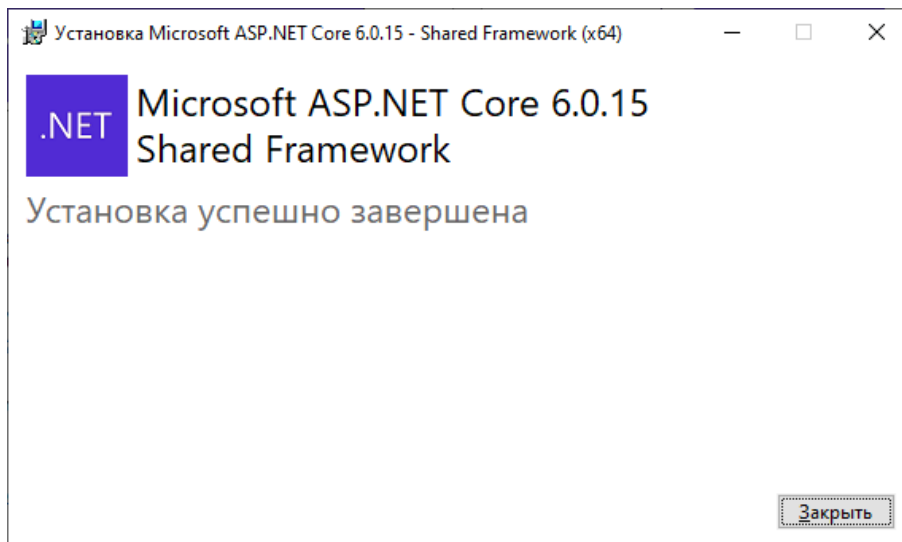 Установка Microsoft ASP.NET Core 6.0.15 - Shared Framework (x64)
.NET
Microsoft ASP.NET Core 6.0.15
Shared Framework
Установка успешно завершена
Закрыть